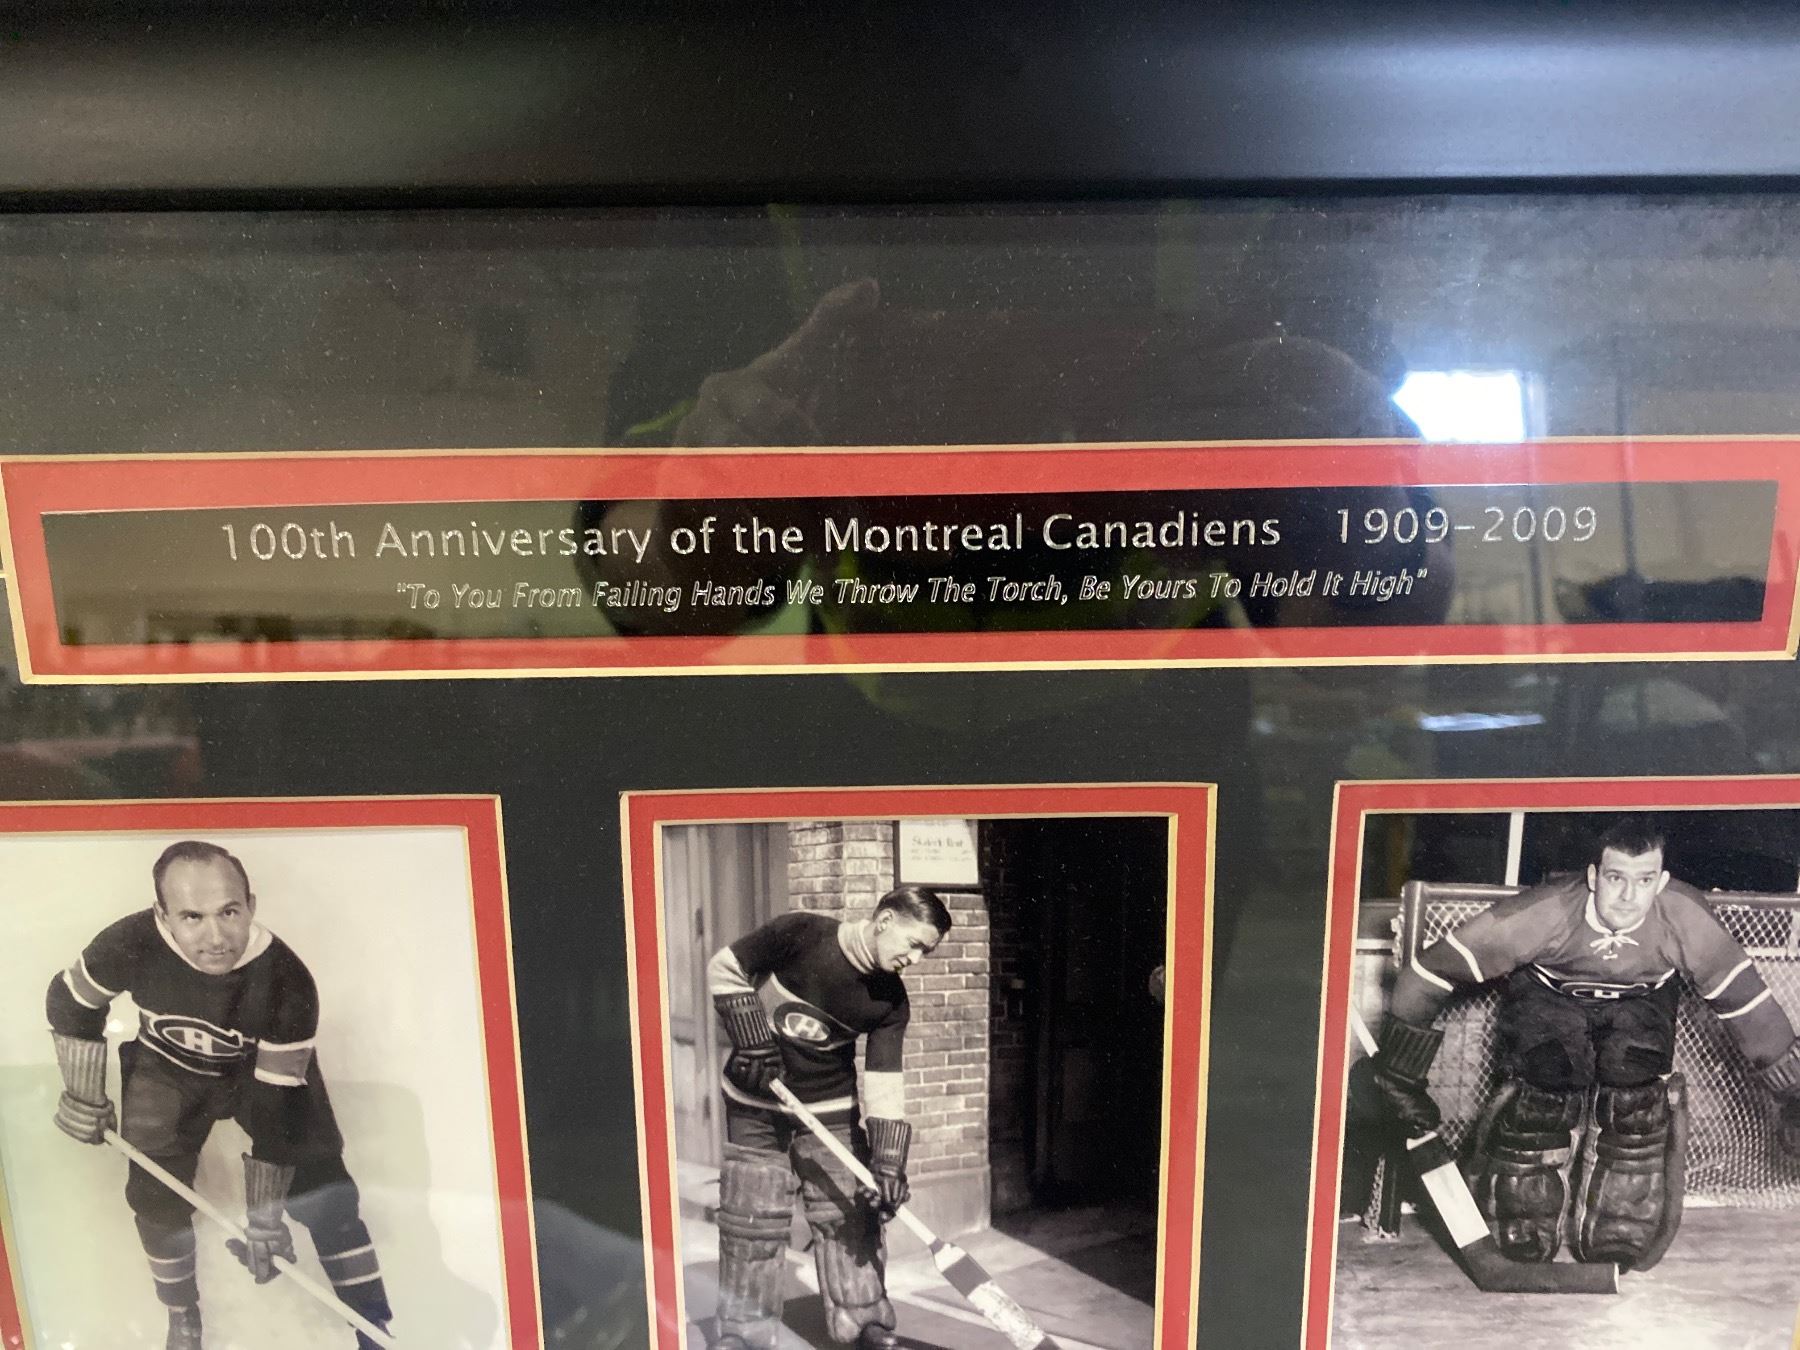 100th Anniversary of the Montreal Canadiens 1909-2009
"To You From Failing Hands We Throw The Torch, Be Yours To Hold It High"